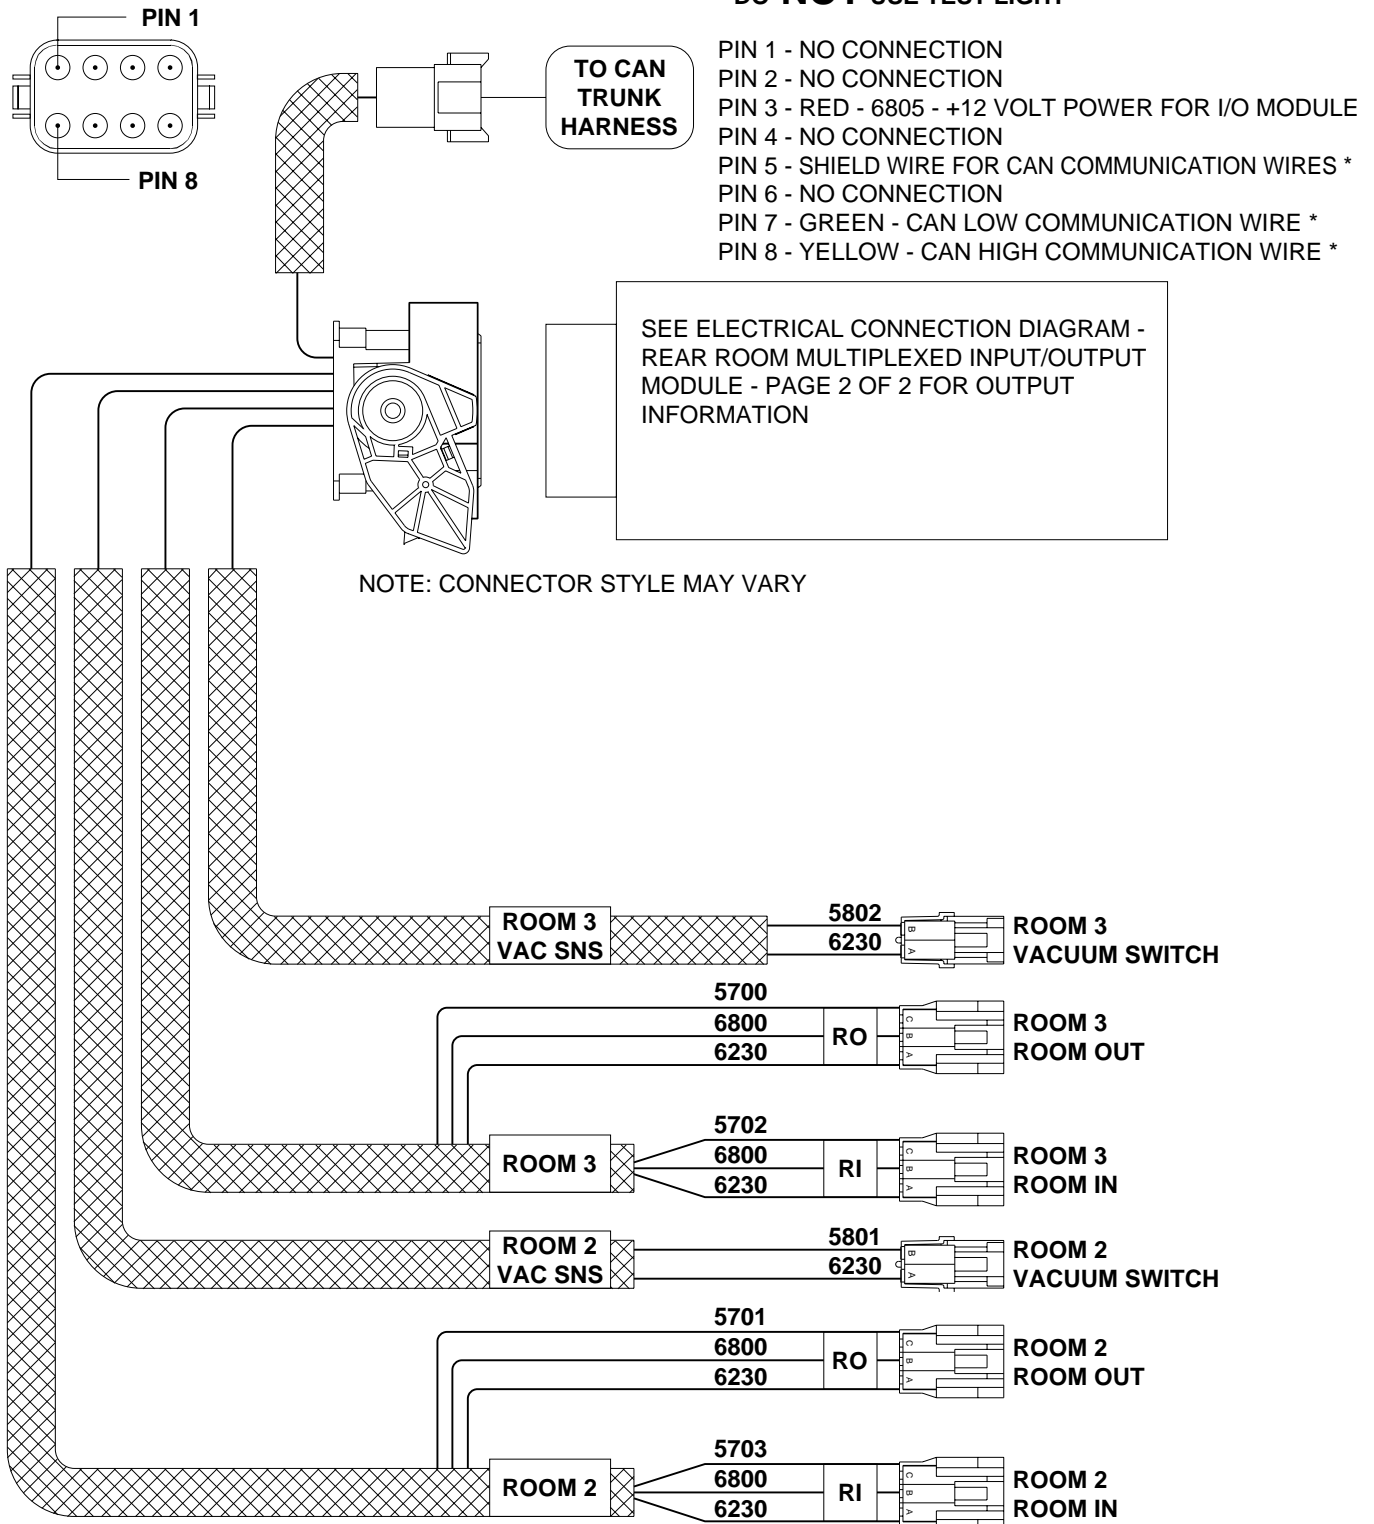 DO NOT USE TEST LIGHT
PIN 1
PIN 8
TO CAN
TRUNK
HARNESS
PIN 1 - NO CONNECTION
PIN 2 - NO CONNECTION
PIN 3 - RED - 6805 - +12 VOLT POWER FOR I/O MODULE
PIN 4 - NO CONNECTION
PIN 5 - SHIELD WIRE FOR CAN COMMUNICATION WIRES *
PIN 6 - NO CONNECTION
PIN 7 - GREEN - CAN LOW COMMUNICATION WIRE *
PIN 8 - YELLOW - CAN HIGH COMMUNICATION WIRE *
SEE ELECTRICAL CONNECTION DIAGRAM -
REAR ROOM MULTIPLEXED INPUT/OUTPUT
MODULE - PAGE 2 OF 2 FOR OUTPUT
INFORMATION
NOTE: CONNECTOR STYLE MAY VARY
ROOM 3
VAC SNS
5802
6230
B
A
ROOM 3
VACUUM SWITCH
5700
6800
6230
RO
C
B
A
ROOM 3
ROOM OUT
ROOM 3
5702
6800
6230
RI
C
B
A
ROOM 3
ROOM IN
ROOM 2
VAC SNS
5801
6230
B
A
ROOM 2
VACUUM SWITCH
5701
6800
6230
RO
C
B
A
ROOM 2
ROOM OUT
ROOM 2
5703
6800
6230
RI
C
B
A
ROOM 2
ROOM IN